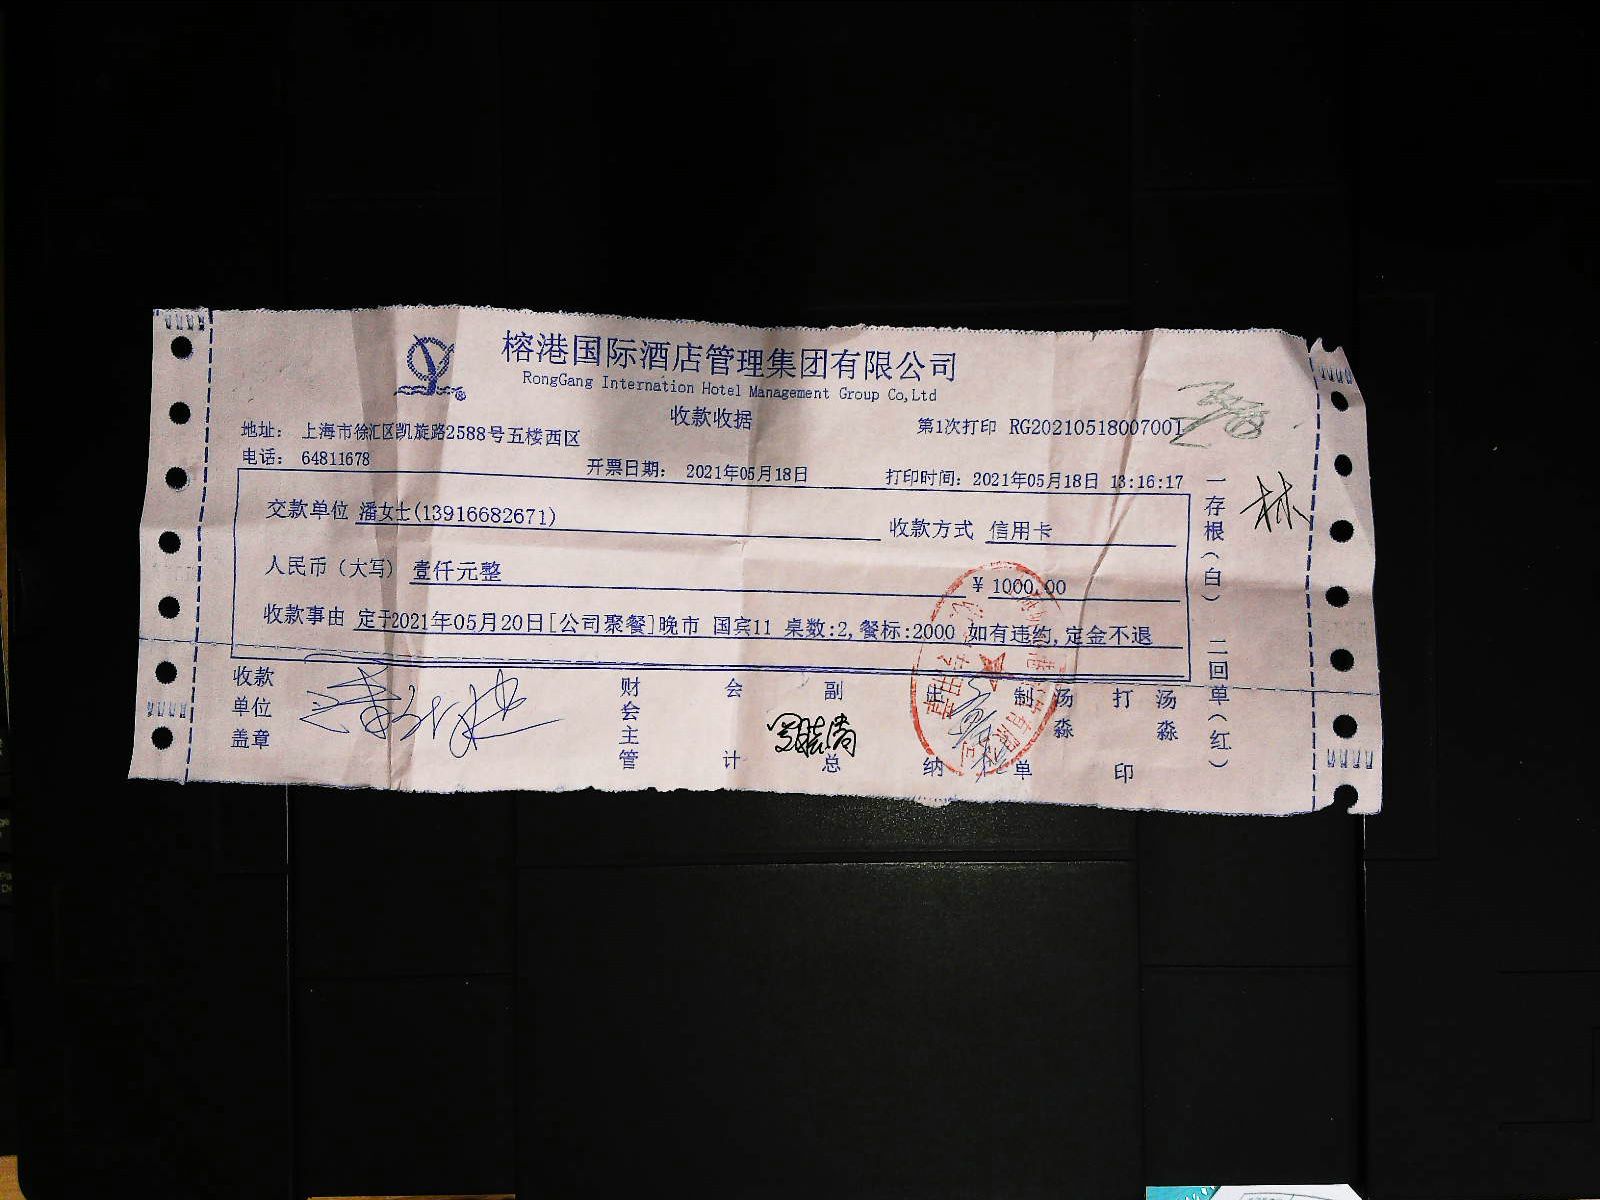 榕港国际酒店管理集团有限公司
RongGang Internation Hotel Management Group Co,Ltd
收款收据
第1次打印 RG20210518007001
地址: 上海市徐汇区凯旋路2588号五楼西区
电话: 64811678
开票日期: 2021年05月18日
打印时间: 2021年05月18日 13:16:17
交款单位 潘女士(13916682671)
收款方式 信用卡
人民币(大写) 壹仟元整
¥ 1000.00
收款事由 定于2021年05月20日[公司聚餐]晚市 国宾11 桌数:2,餐标:2000 如有违约,定金不退
收款单位盖章
财会主管
会计
副总
出纳
制单
汤淼
打印
汤淼
一存根(白) 二回单(红)
林